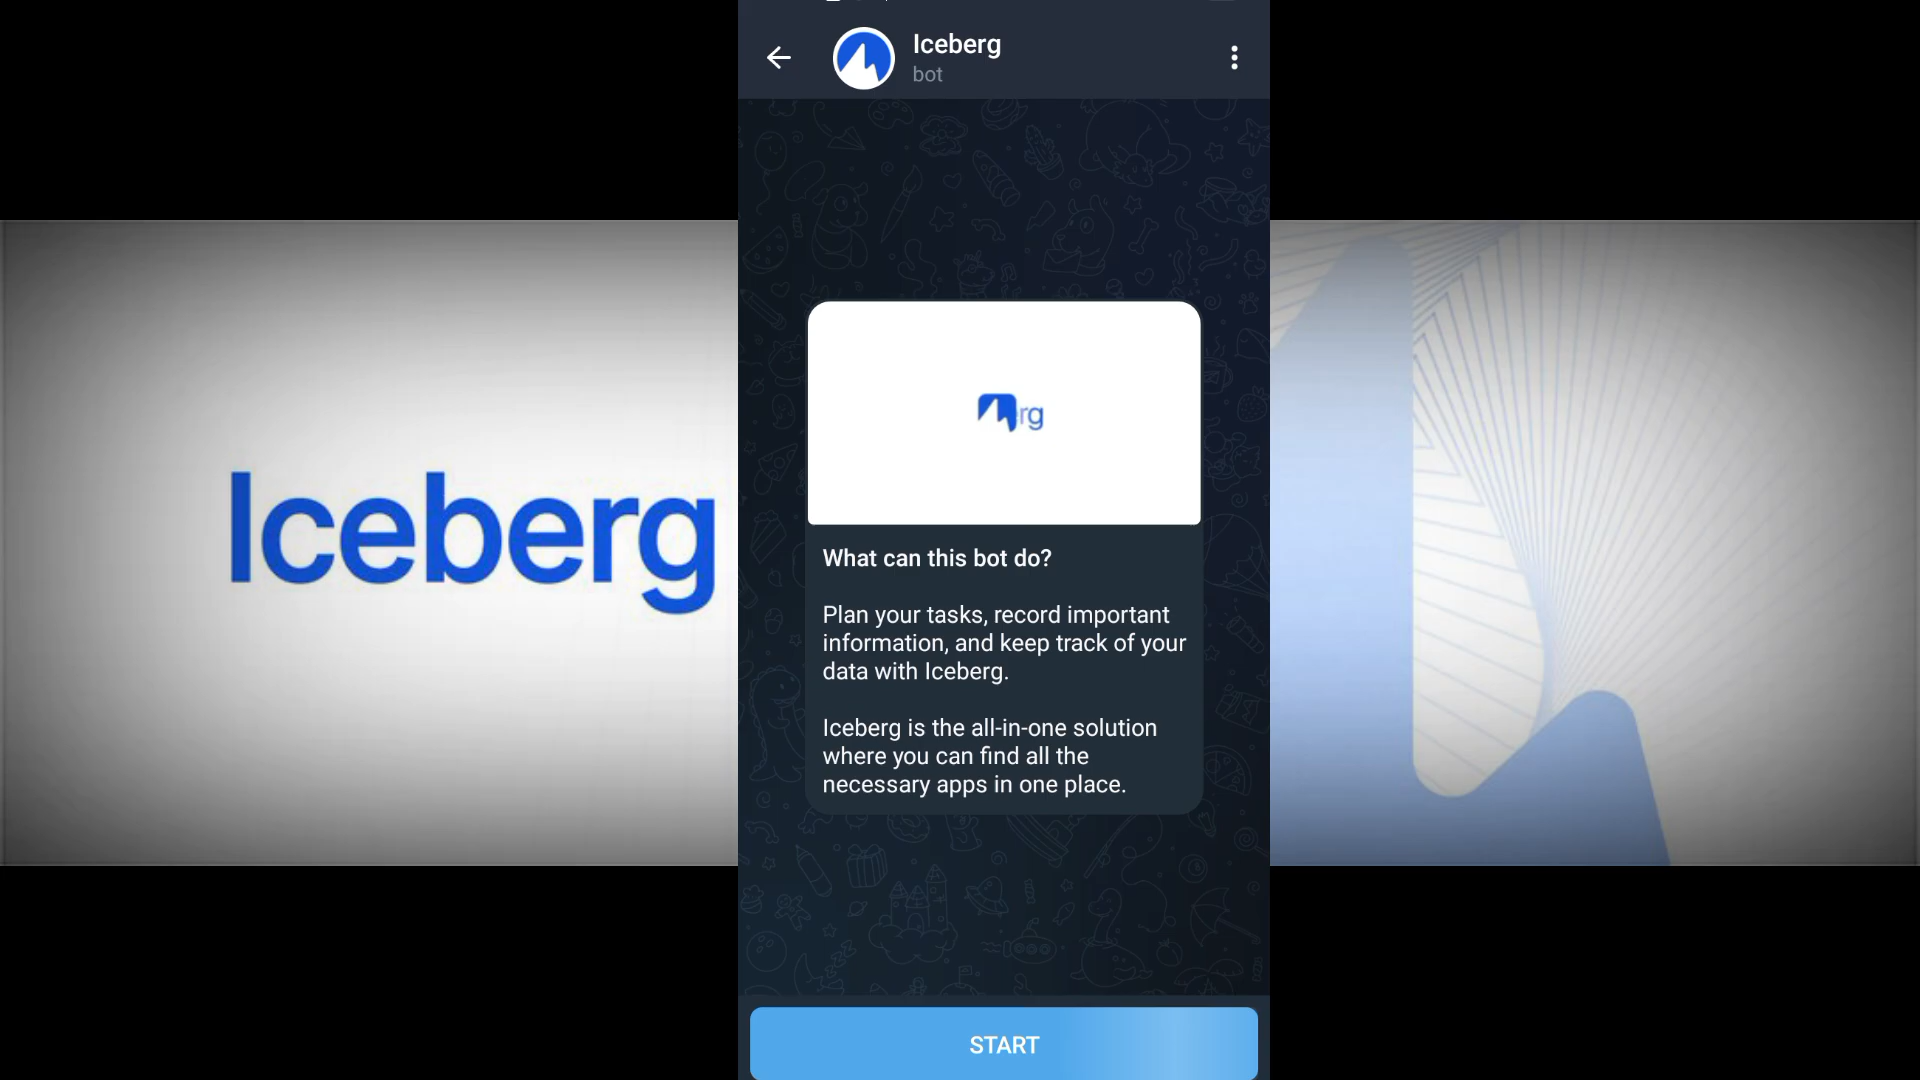 Iceberg
bot
Iceberg
rg
What can this bot do?
Plan your tasks, record important
information, and keep track of your
data with Iceberg.
Iceberg is the all-in-one solution
where you can find all the
necessary apps in one place.
START